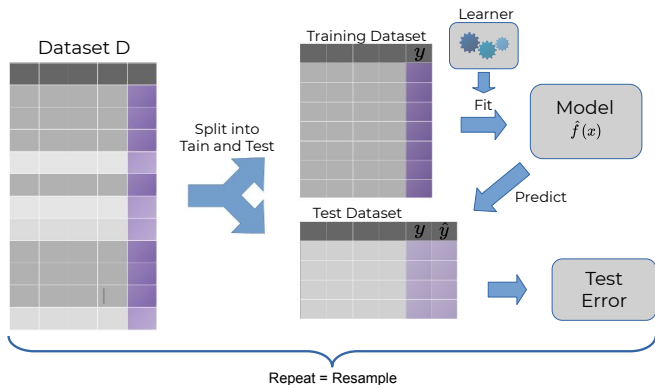 Learner
Training Dataset
Dataset D
y
Fit
Model
f̂(x)
Split into
Tain and Test
Predict
Test Dataset
y ŷ
Test
Error
Repeat = Resample